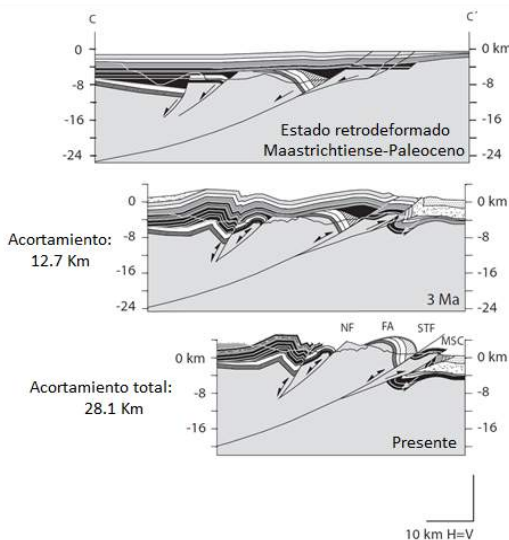 C
C´
0
-8
-16
-24
0 km
-8
-16
-24
Estado retrodeformado
Maastrichtiense-Paleoceno
Acortamiento:
12.7 Km
0
-8
-16
-24
0 km
-8
-16
-24
3 Ma
NF
FA
STF
MSC
Acortamiento total:
28.1 Km
0 km
-8
-16
0 km
-8
-16
Presente
10 km H=V